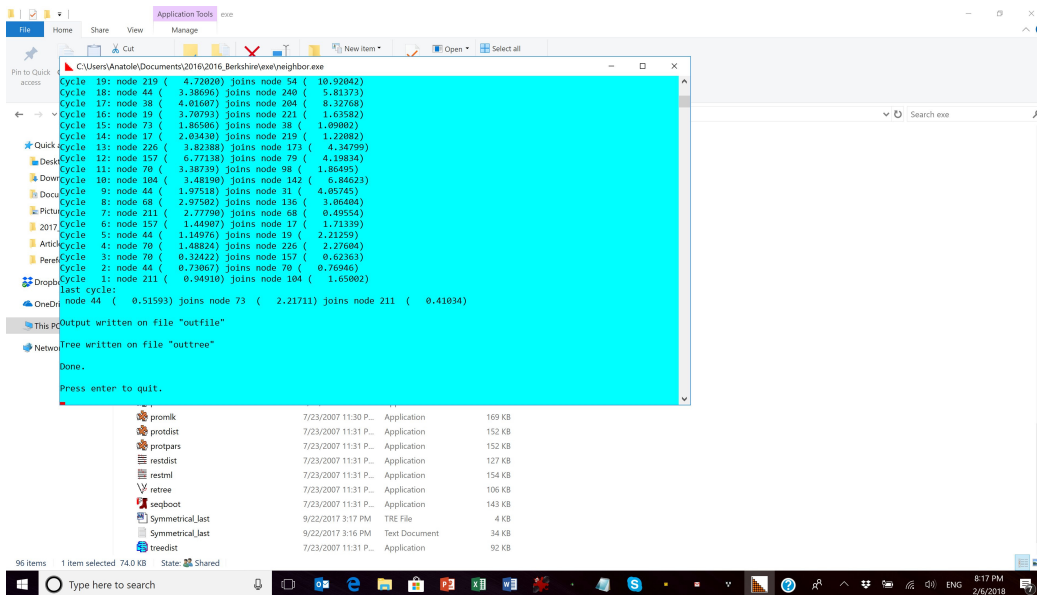 Application Tools exe
File Home Share View Manage
Pin to Quick access
Cut
New item
Open
Select all
C:\Users\Anatole\Documents\2016\2016_Berkshire\exe\neighbor.exe
Search exe
Cycle 19: node 219 ( 4.72020) joins node 54 ( 10.92042)
Cycle 18: node 44 ( 3.38696) joins node 240 ( 5.81373)
Cycle 17: node 38 ( 4.01607) joins node 204 ( 8.32768)
Cycle 16: node 19 ( 3.70793) joins node 221 ( 1.63582)
Cycle 15: node 73 ( 1.86506) joins node 38 ( 1.09002)
Cycle 14: node 17 ( 2.03430) joins node 219 ( 1.22082)
Cycle 13: node 226 ( 3.82388) joins node 173 ( 4.34799)
Cycle 12: node 157 ( 6.77138) joins node 79 ( 4.19834)
Cycle 11: node 70 ( 3.38739) joins node 98 ( 1.86495)
Cycle 10: node 104 ( 3.48190) joins node 142 ( 6.84623)
Cycle 9: node 44 ( 1.97518) joins node 31 ( 4.05745)
Cycle 8: node 68 ( 2.97502) joins node 136 ( 3.06404)
Cycle 7: node 211 ( 2.77790) joins node 68 ( 0.49554)
Cycle 6: node 157 ( 1.44907) joins node 17 ( 1.71339)
Cycle 5: node 44 ( 1.14976) joins node 19 ( 2.21259)
Cycle 4: node 70 ( 1.48824) joins node 226 ( 2.27604)
Cycle 3: node 70 ( 0.32422) joins node 157 ( 0.62363)
Cycle 2: node 44 ( 0.73067) joins node 70 ( 0.76946)
Cycle 1: node 211 ( 0.94910) joins node 104 ( 1.65002)
last cycle:
node 44 ( 0.51593) joins node 73 ( 2.21711) joins node 211 ( 0.41034)
Output written on file "outfile"
Tree written on file "outtree"
Done.
Press enter to quit.
Quick
Deskt
Down
Docu
Pictur
2017
Articl
Peref
Dropb
OneDri
This PC
Netwo
promlk 7/23/2007 11:30 P... Application 169 KB
protdist 7/23/2007 11:31 P... Application 152 KB
protpars 7/23/2007 11:31 P... Application 152 KB
restdist 7/23/2007 11:31 P... Application 127 KB
restml 7/23/2007 11:31 P... Application 154 KB
retree 7/23/2007 11:31 P... Application 106 KB
seqboot 7/23/2007 11:31 P... Application 143 KB
Symmetrical_last 9/22/2017 3:17 PM TRE File 4 KB
Symmetrical_last 9/22/2017 3:16 PM Text Document 34 KB
treedist 7/23/2007 11:31 P... Application 92 KB
96 items 1 item selected 74.0 KB State: Shared
Type here to search
ENG
8:17 PM
2/6/2018